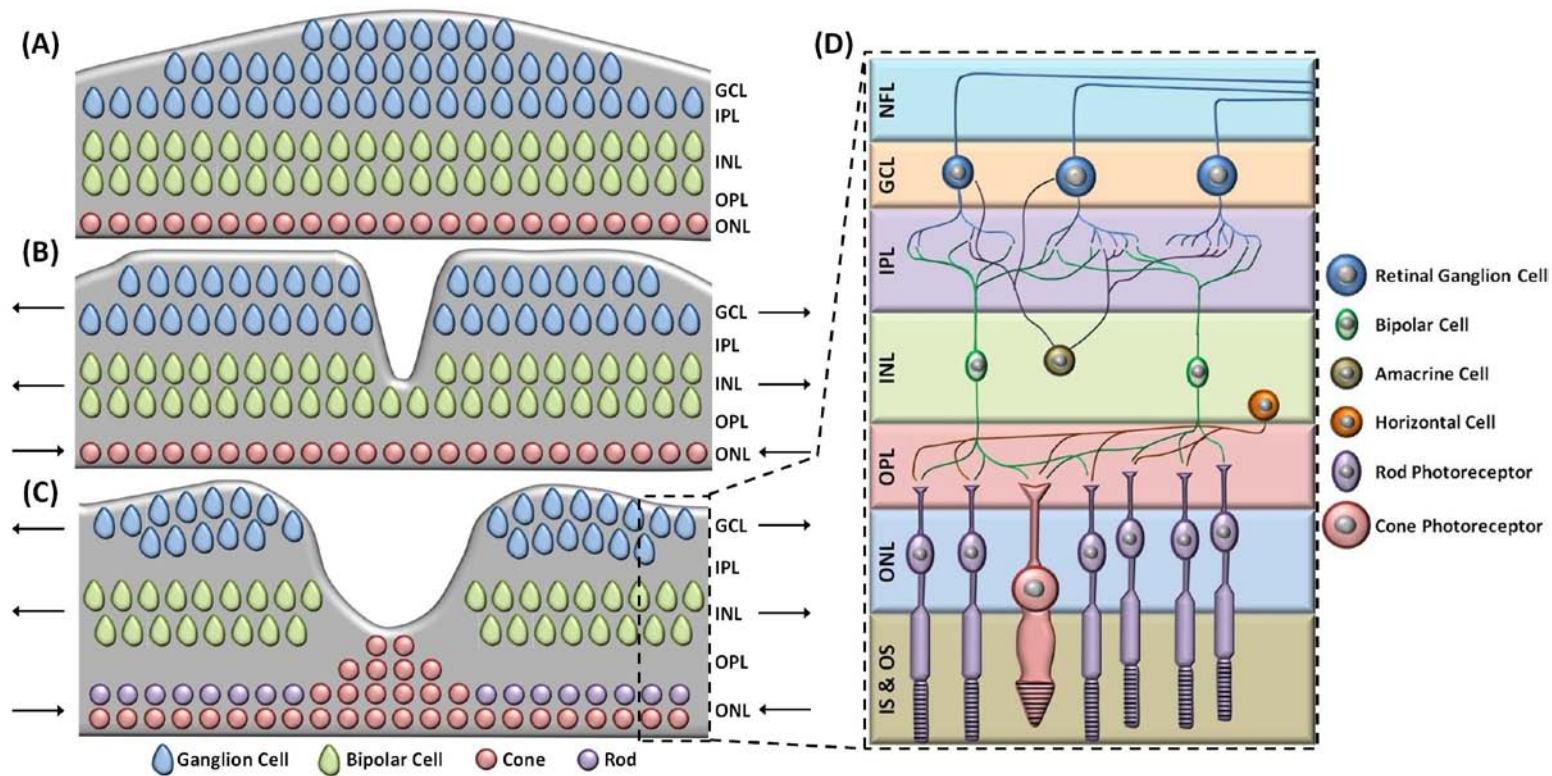 (A)
GCL
IPL
INL
OPL
ONL
(B)
GCL
IPL
INL
OPL
ONL
(C)
GCL
IPL
INL
OPL
ONL
Ganglion Cell
Bipolar Cell
Cone
Rod
(D)
NFL
GCL
IPL
INL
OPL
ONL
IS & OS
Retinal Ganglion Cell
Bipolar Cell
Amacrine Cell
Horizontal Cell
Rod Photoreceptor
Cone Photoreceptor